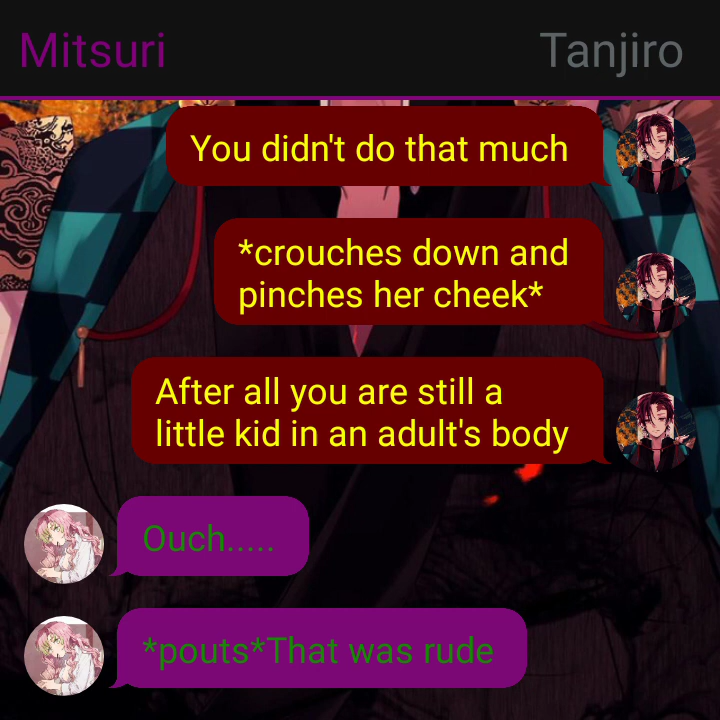 Mitsuri
Tanjiro
You didn't do that much
*crouches down and
pinches her cheek*
After all you are still a
little kid in an adult's body
Ouch.....
*pouts*That was rude